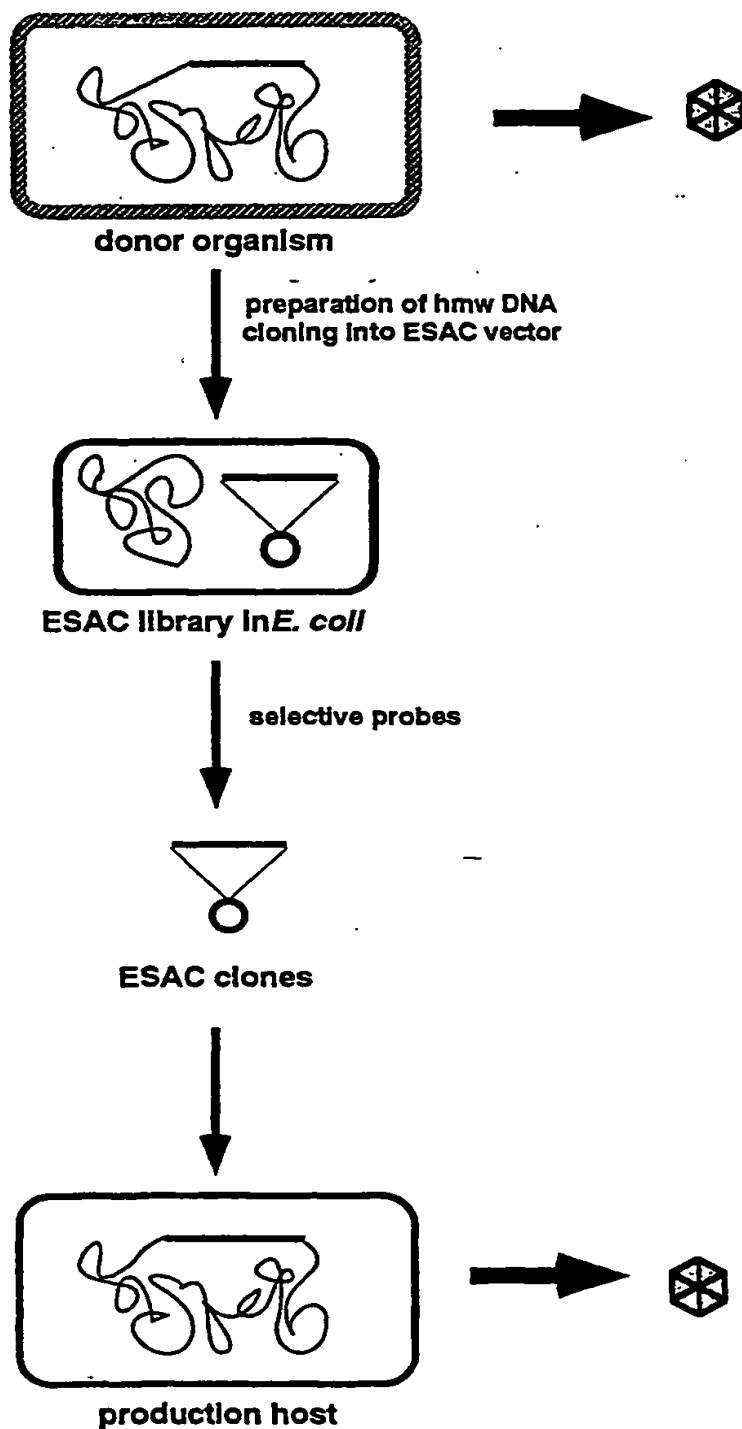 donor organism
preparation of hmw DNA
cloning into ESAC vector
ESAC library in E. coli
selective probes
ESAC clones
production host